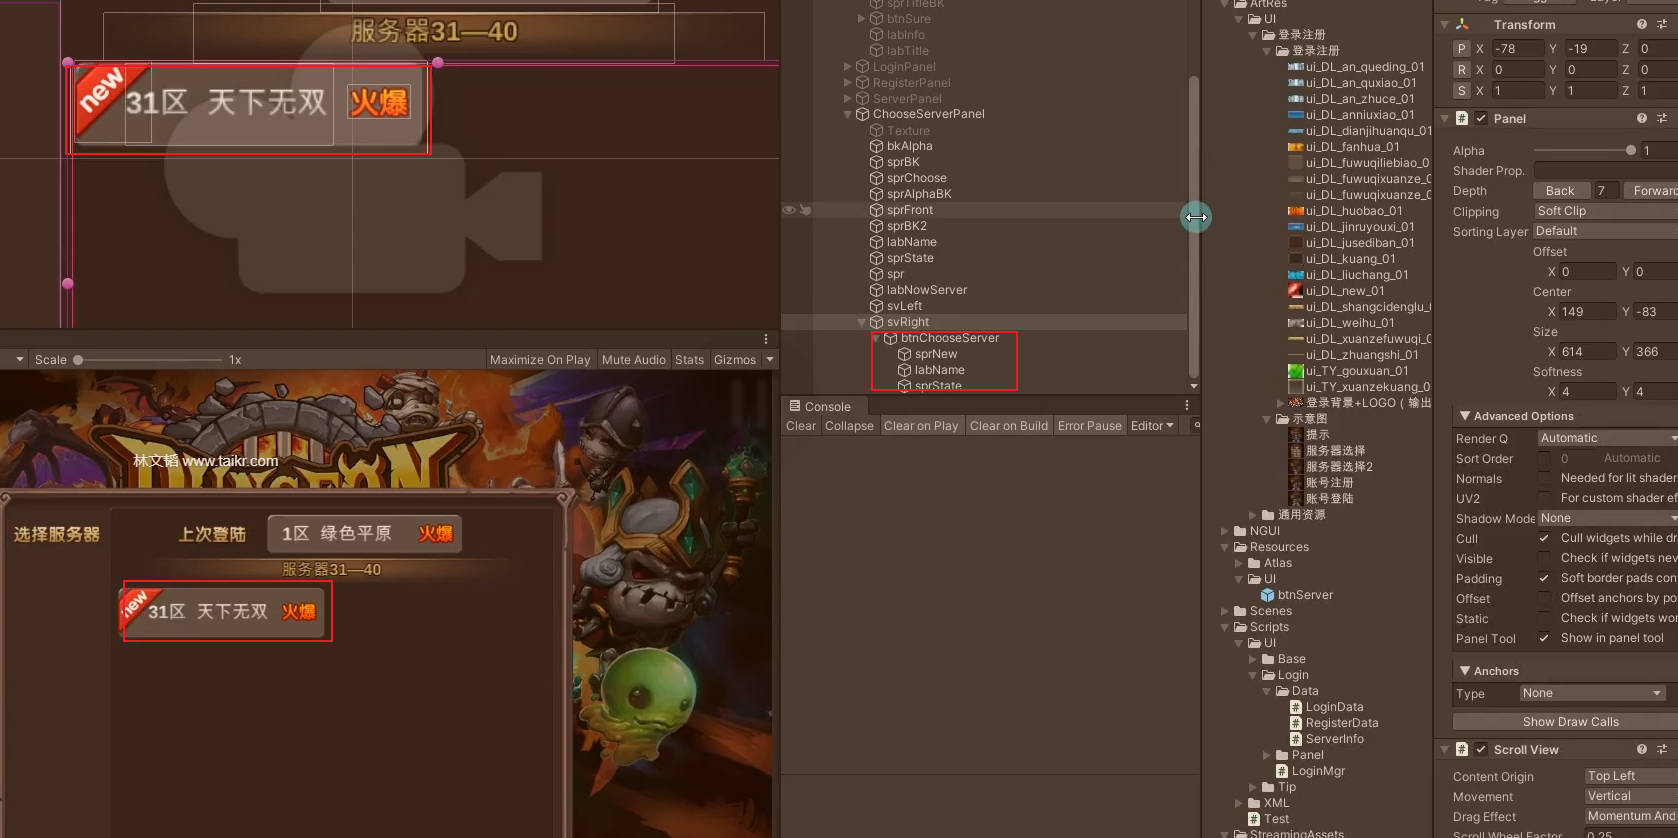 服务器31—40
new
31区 天下无双
火爆
Scale
1x
Maximize On Play
Mute Audio
Stats
Gizmos
林文韬 www.taikr.com
DUNGEON
选择服务器
上次登陆
1区 绿色平原
火爆
服务器31—40
new
31区 天下无双
火爆
sprTitleBK
btnSure
labInfo
labTitle
LoginPanel
RegisterPanel
ServerPanel
ChooseServerPanel
Texture
bkAlpha
sprBK
sprChoose
sprAlphaBK
sprFront
sprBK2
labName
sprState
spr
labNowServer
svLeft
svRight
btnChooseServer
sprNew
labName
sprState
Console
Clear
Collapse
Clear on Play
Clear on Build
Error Pause
Editor
ArtRes
UI
登录注册
登录注册
ui_DL_an_queding_01
ui_DL_an_quxiao_01
ui_DL_an_zhuce_01
ui_DL_anniuxiao_01
ui_DL_dianjihuanqu_01
ui_DL_fanhua_01
ui_DL_fuwuqiliebiao_0
ui_DL_fuwuqixuanze_
ui_DL_fuwuqixuanze_
ui_DL_huobao_01
ui_DL_jinruyouxi_01
ui_DL_jusediban_01
ui_DL_kuang_01
ui_DL_liuchang_01
ui_DL_new_01
ui_DL_shangcidenglu_
ui_DL_weihu_01
ui_DL_xuanzefuwuqi_
ui_DL_zhuangshi_01
ui_TY_gouxuan_01
ui_TY_xuanzekuang_0
登录背景+LOGO ( 输出
示意图
提示
服务器选择
服务器选择2
账号注册
账号登陆
通用资源
NGUI
Resources
Atlas
UI
btnServer
Scenes
Scripts
UI
Base
Login
Data
LoginData
RegisterData
ServerInfo
Panel
LoginMgr
Tip
XML
Test
StreamingAssets
Transform
P X -78 Y -19 Z 0
R X 0 Y 0 Z 0
S X 1 Y 1 Z 1
Panel
Alpha 1
Shader Prop.
Depth Back 7 Forward
Clipping Soft Clip
Sorting Layer Default
Offset
X 0 Y 0
Center
X 149 Y -83
Size
X 614 Y 366
Softness
X 4 Y 4
Advanced Options
Render Q Automatic
Sort Order 0 Automatic
Normals Needed for lit shader
UV2 For custom shader ef
Shadow Mode None
Cull Cull widgets while dr
Visible Check if widgets nev
Padding Soft border pads con
Offset Offset anchors by po
Static Check if widgets wor
Panel Tool Show in panel tool
Anchors
Type None
Show Draw Calls
Scroll View
Content Origin Top Left
Movement Vertical
Drag Effect Momentum And
Scroll Wheel Factor 0.25